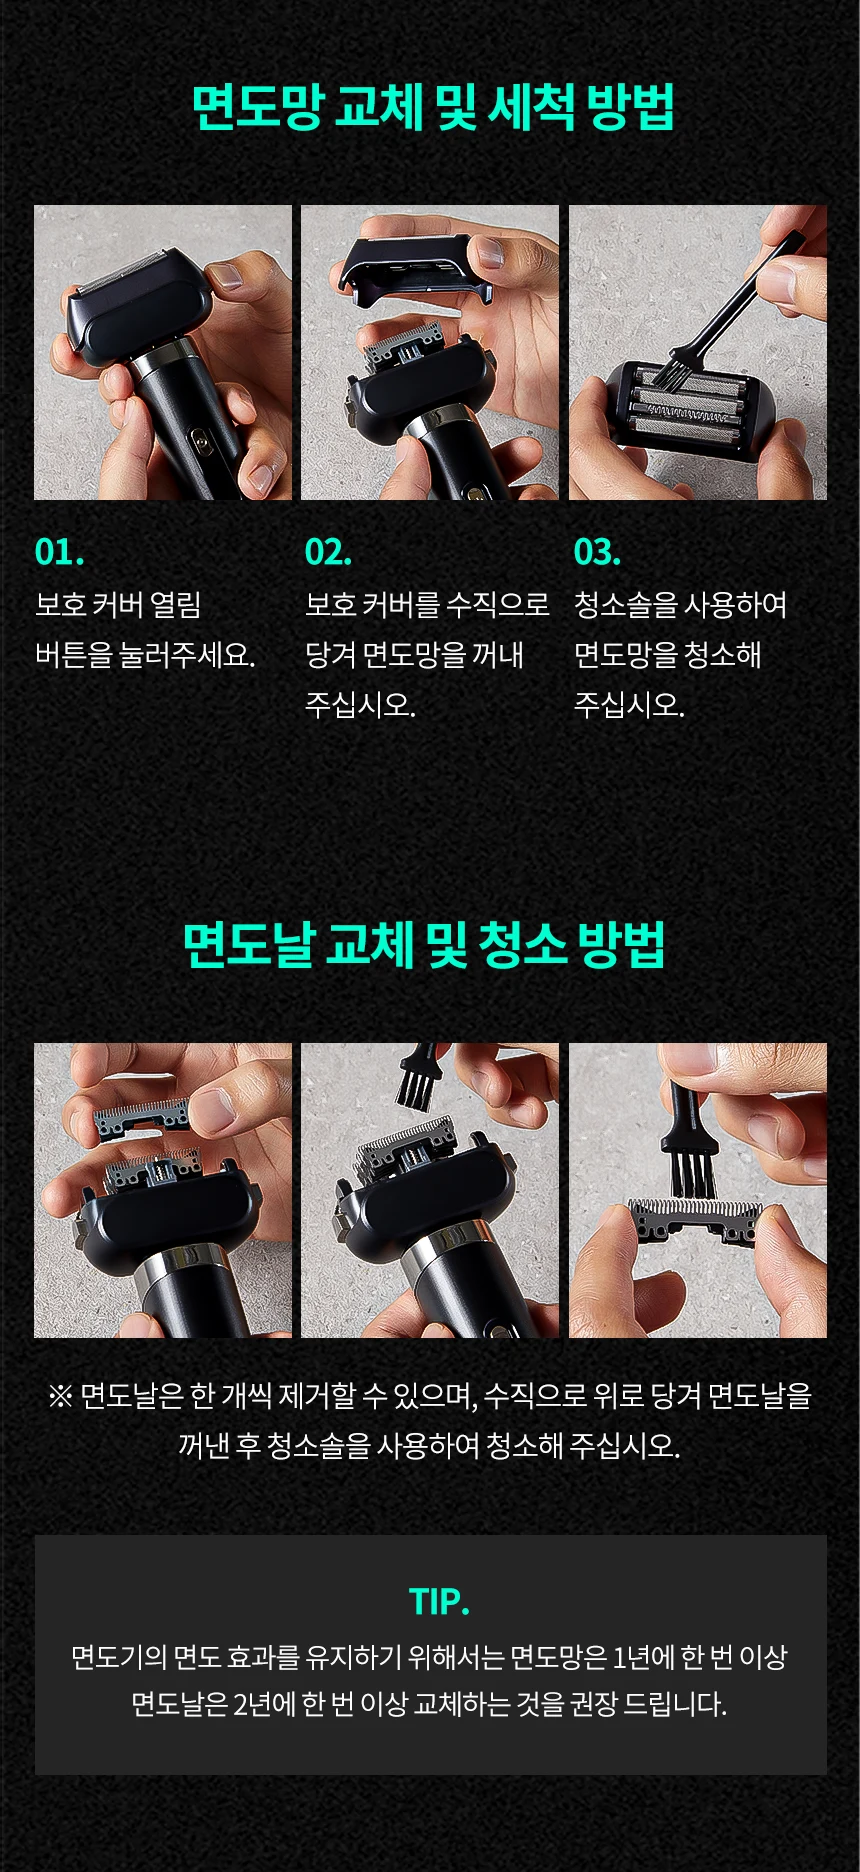 면도망 교체 및 세척 방법
01.
보호 커버 열림
버튼을 눌러주세요.
02.
보호 커버를 수직으로
당겨 면도망을 꺼내
주십시오.
03.
청소솔을 사용하여
면도망을 청소해
주십시오.
면도날 교체 및 청소 방법
※ 면도날은 한 개씩 제거할 수 있으며, 수직으로 위로 당겨 면도날을
꺼낸 후 청소솔을 사용하여 청소해 주십시오.
TIP.
면도기의 면도 효과를 유지하기 위해서는 면도망은 1년에 한 번 이상
면도날은 2년에 한 번 이상 교체하는 것을 권장 드립니다.